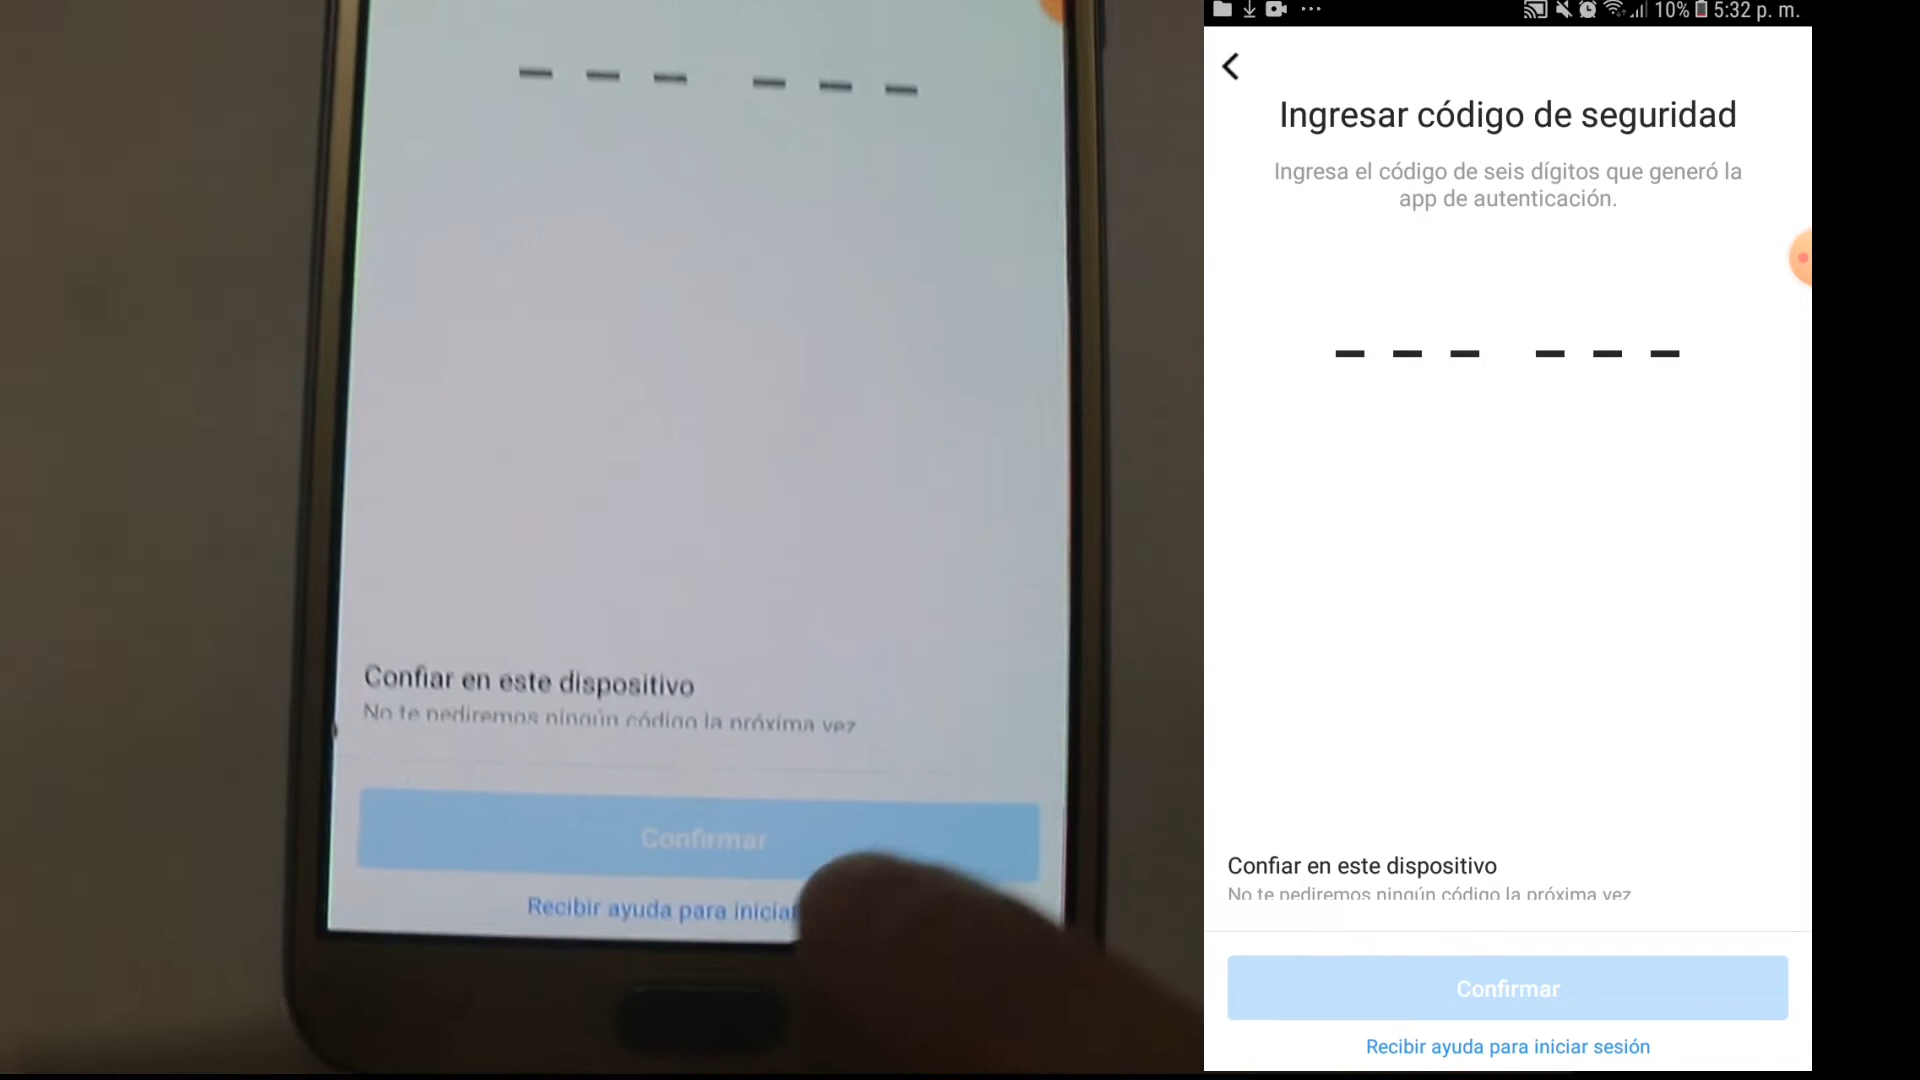 Confiar en este dispositivo
No te pediremos ningún código la próxima vez
Confirmar
Recibir ayuda para iniciar
10% 5:32 p. m.
Ingresar código de seguridad
Ingresa el código de seis dígitos que generó la
app de autenticación.
Confiar en este dispositivo
No te pediremos ningún código la próxima vez
Confirmar
Recibir ayuda para iniciar sesión